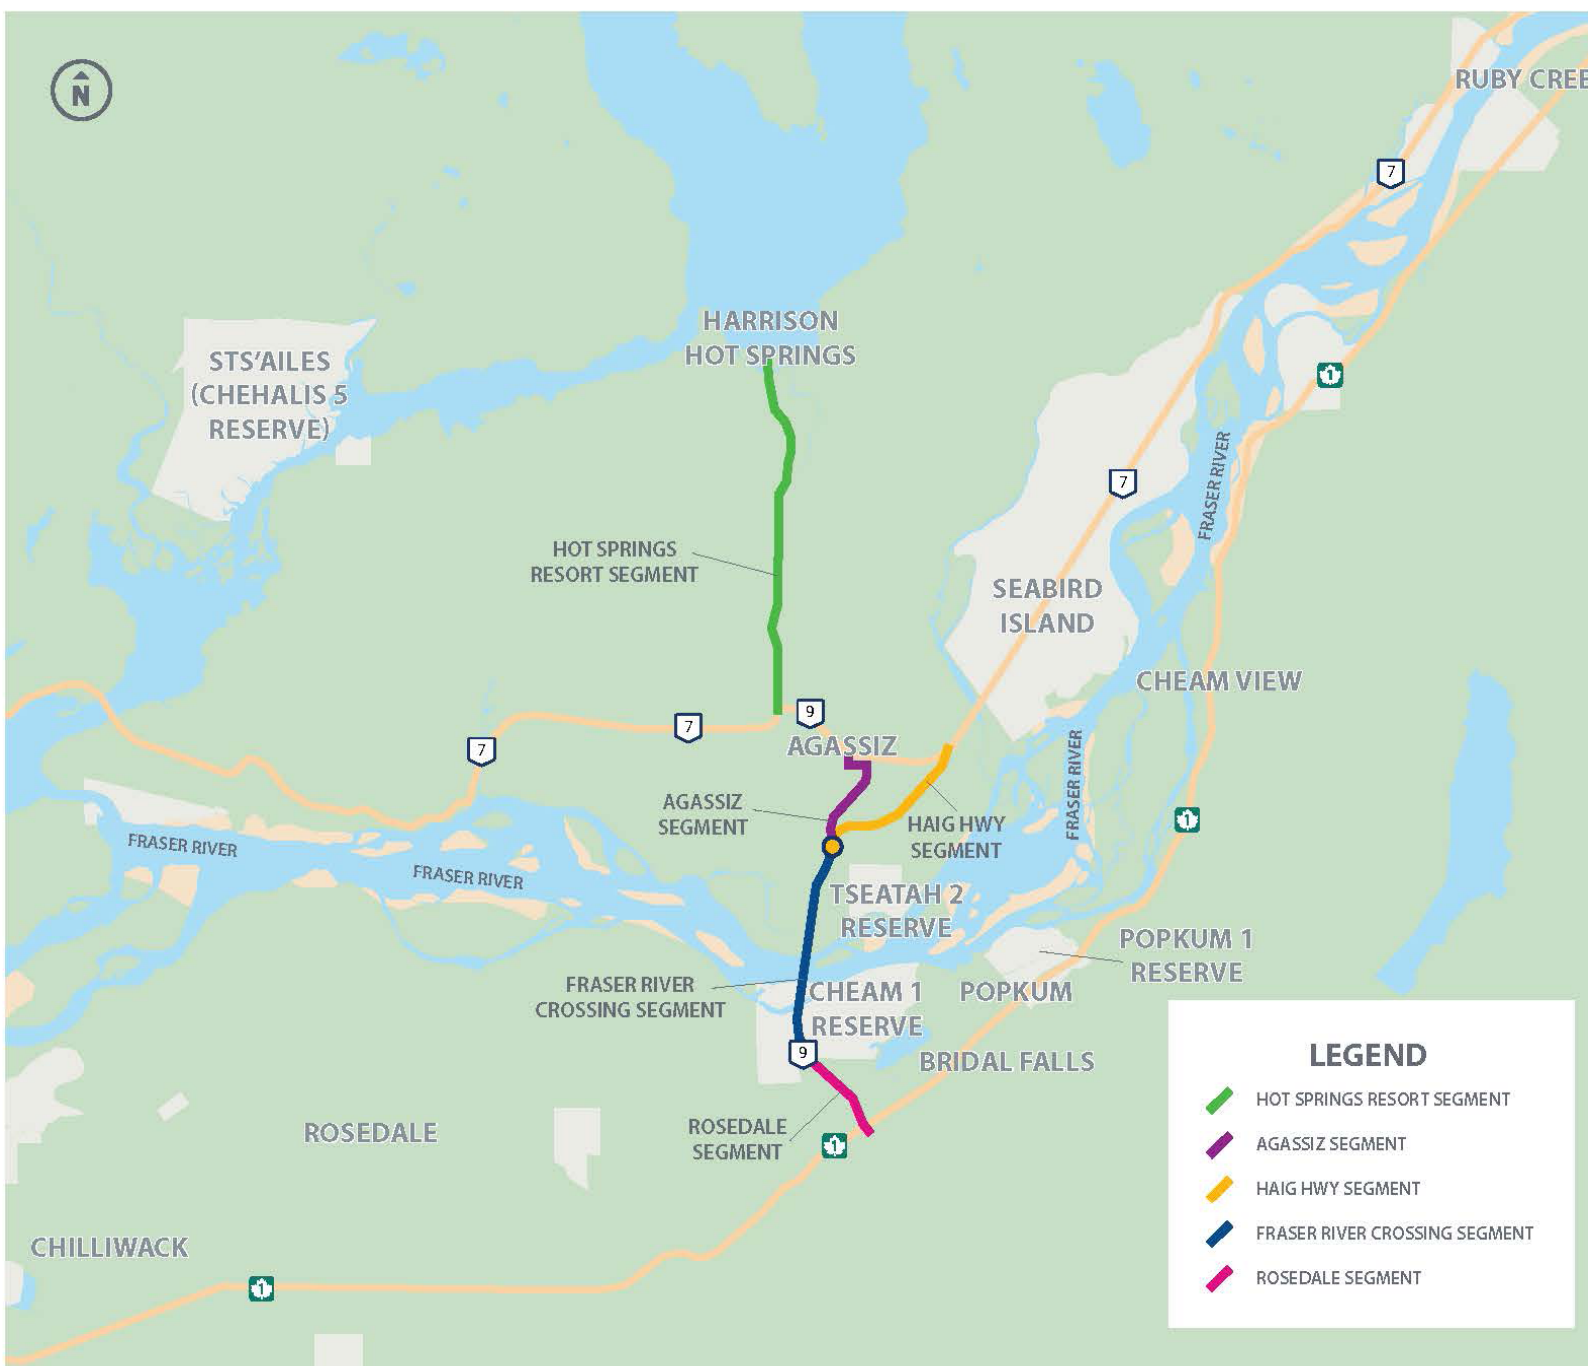 N
RUBY CREE
7
HARRISON
HOT SPRINGS
STS'AILES
(CHEHALIS 5
RESERVE)
1
FRASER RIVER
7
HOT SPRINGS
RESORT SEGMENT
SEABIRD
ISLAND
CHEAM VIEW
9
7
7
AGASSIZ
FRASER RIVER
AGASSIZ
SEGMENT
HAIG HWY
SEGMENT
1
FRASER RIVER
FRASER RIVER
TSEATAH 2
RESERVE
POPKUM 1
RESERVE
FRASER RIVER
CROSSING SEGMENT
CHEAM 1
RESERVE
POPKUM
9
BRIDAL FALLS
ROSEDALE
ROSEDALE
SEGMENT
1
CHILLIWACK
1
LEGEND
HOT SPRINGS RESORT SEGMENT
AGASSIZ SEGMENT
HAIG HWY SEGMENT
FRASER RIVER CROSSING SEGMENT
ROSEDALE SEGMENT